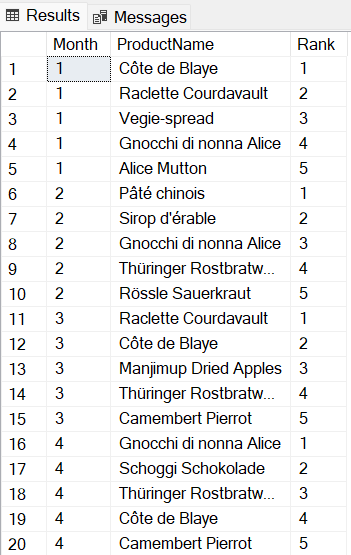 Results Messages
Month ProductName Rank
1 1 Côte de Blaye 1
2 1 Raclette Courdavault 2
3 1 Vegie-spread 3
4 1 Gnocchi di nonna Alice 4
5 1 Alice Mutton 5
6 2 Pâté chinois 1
7 2 Sirop d'érable 2
8 2 Gnocchi di nonna Alice 3
9 2 Thüringer Rostbratw... 4
10 2 Rössle Sauerkraut 5
11 3 Raclette Courdavault 1
12 3 Côte de Blaye 2
13 3 Manjimup Dried Apples 3
14 3 Thüringer Rostbratw... 4
15 3 Camembert Pierrot 5
16 4 Gnocchi di nonna Alice 1
17 4 Schoggi Schokolade 2
18 4 Thüringer Rostbratw... 3
19 4 Côte de Blaye 4
20 4 Camembert Pierrot 5